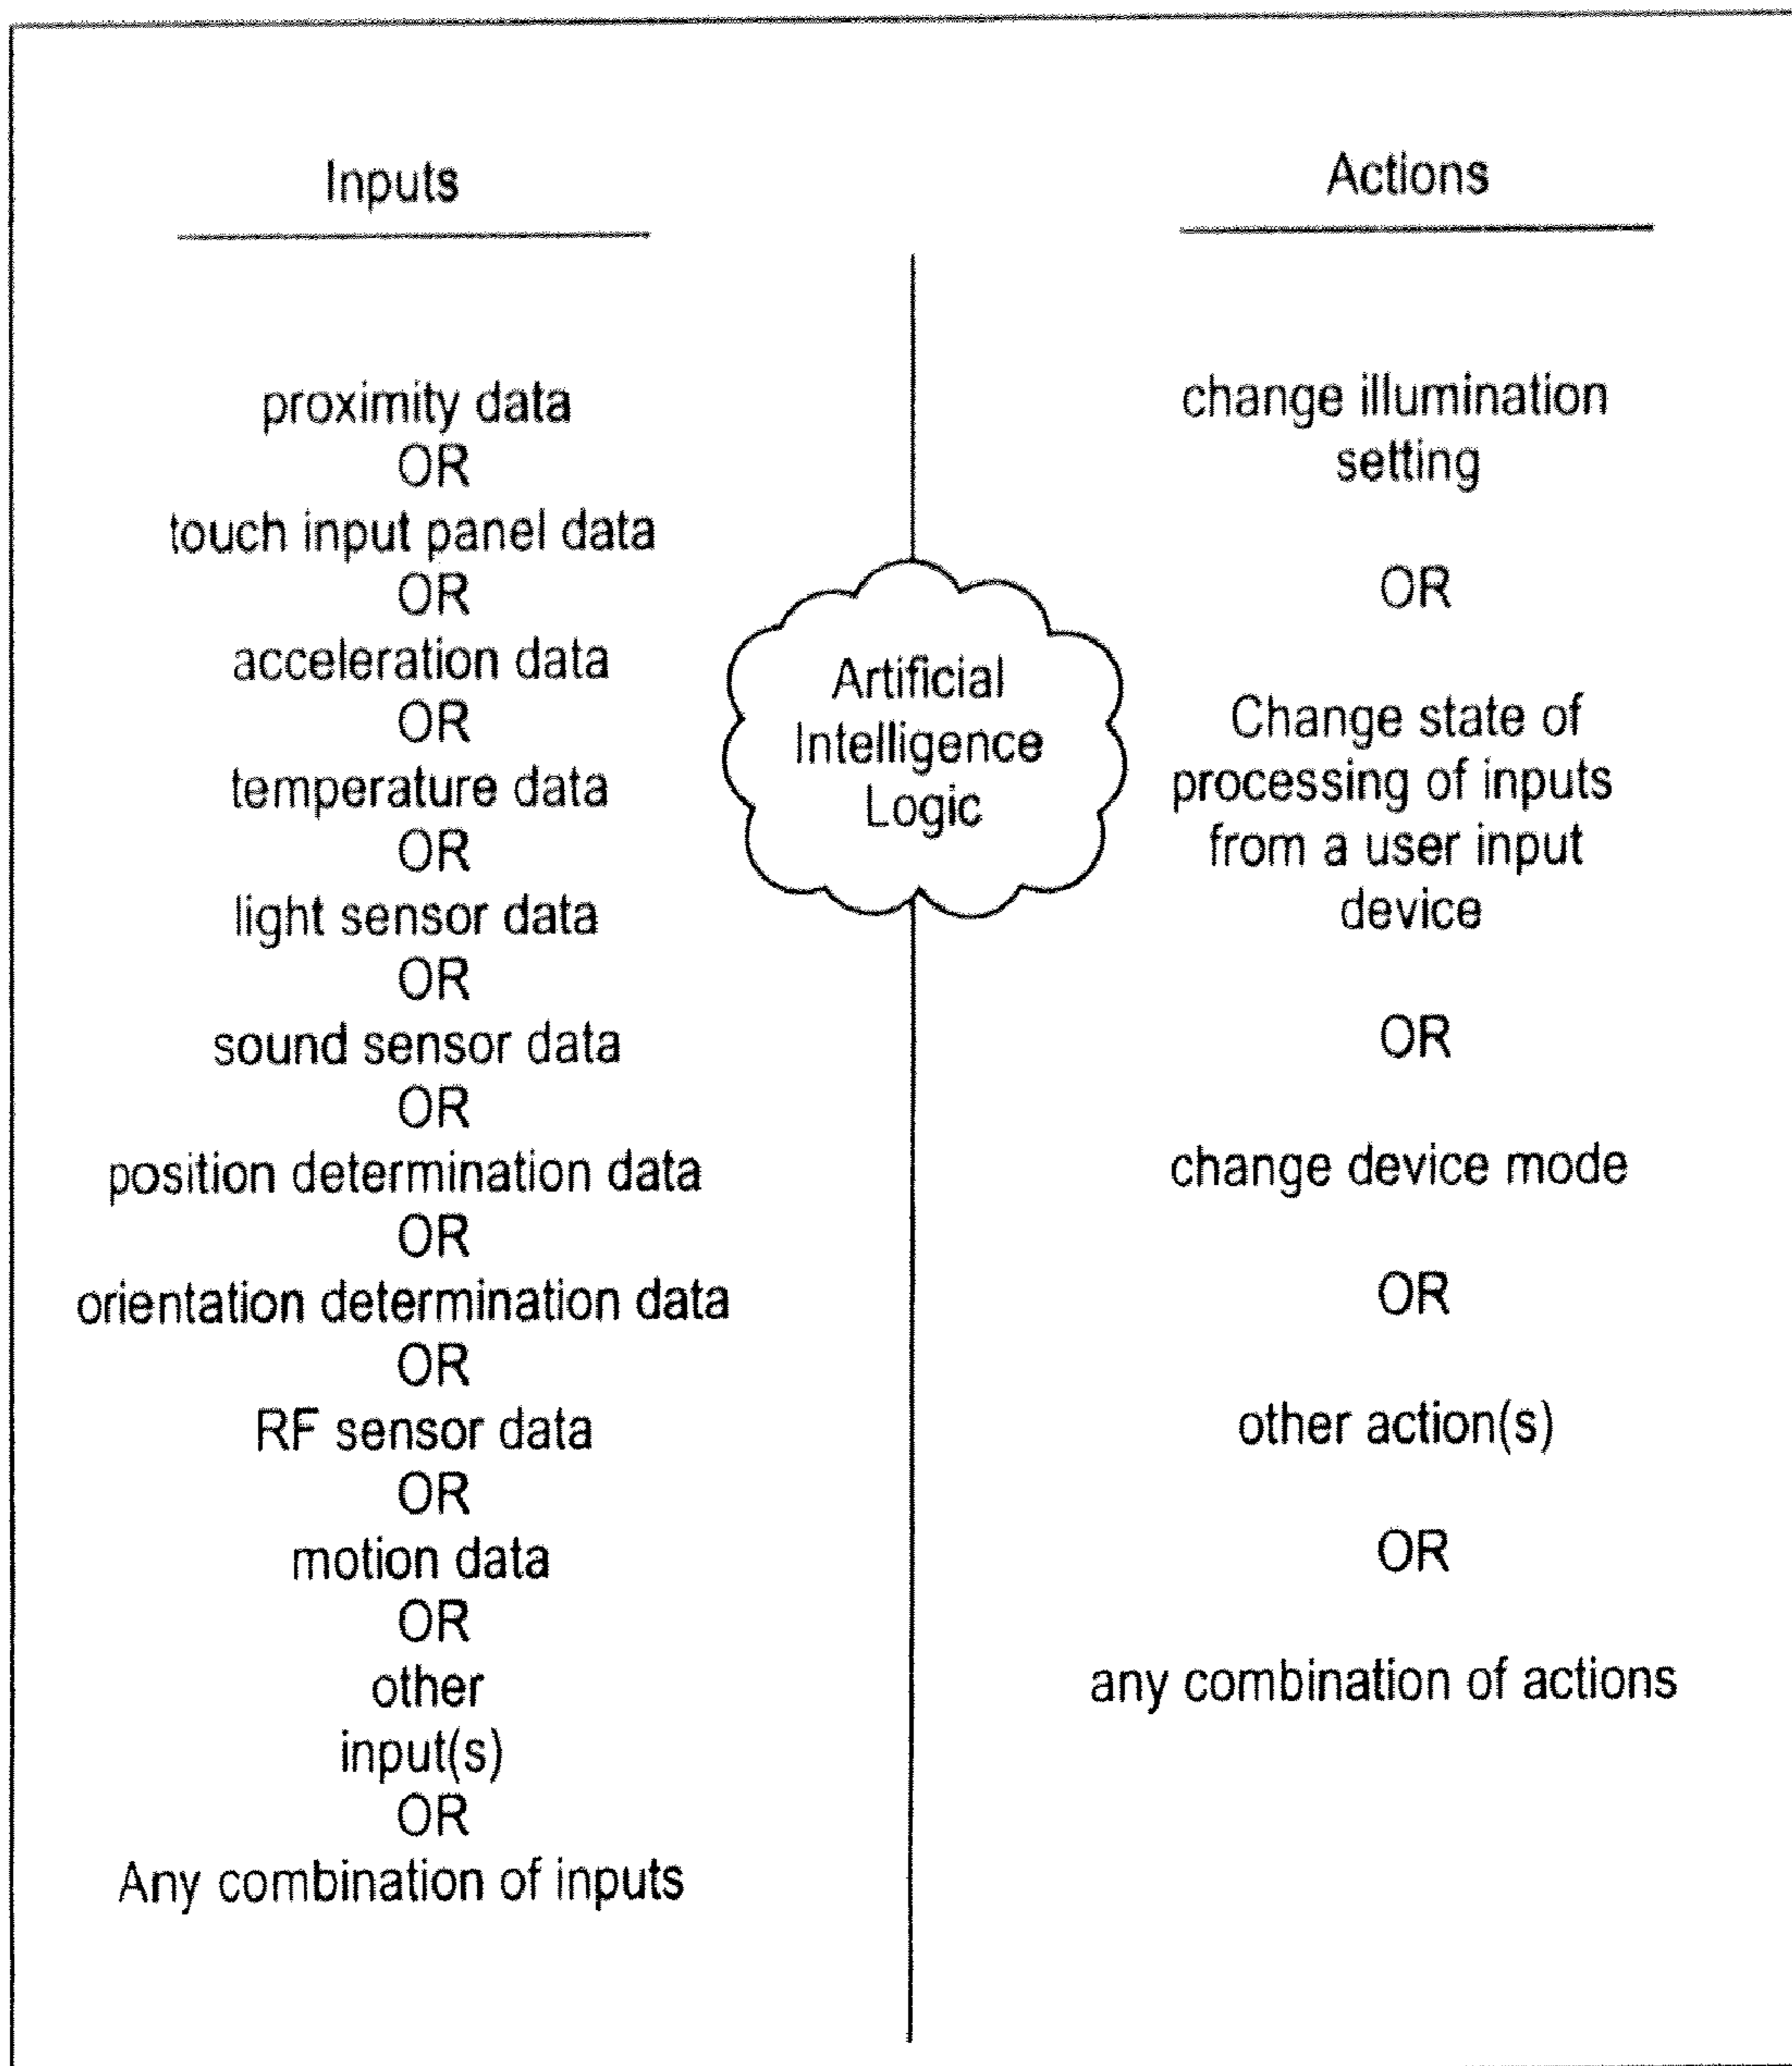 Inputs
proximity data
OR
touch input panel data
OR
acceleration data
OR
temperature data
OR
light sensor data
OR
sound sensor data
OR
position determination data
OR
orientation determination data
OR
RF sensor data
OR
motion data
OR
other
input(s)
OR
Any combination of inputs
Artificial
Intelligence
Logic
Actions
change illumination
setting
OR
Change state of
processing of inputs
from a user input
device
OR
change device mode
OR
other action(s)
OR
any combination of actions